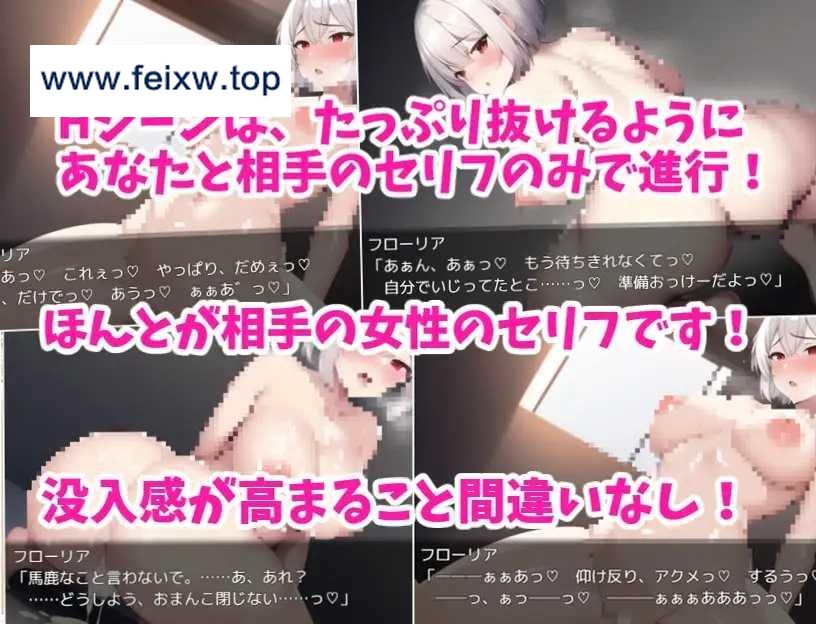 www.feixw.top
Hシーンは、たっぷり抜けるように
あなたと相手のセリフのみで進行！
リア
あっ♡　これぇっ♡　やっぱり、だめぇっ♡
、だけでっ♡　あうっ♡　ぁぁあ゛っ♡」
フローリア
「あぁん、あぁっ♡　もう待ちきれなくてっ♡
自分でいじってたとこ……っ♡　準備おっけーだよっ♡」
ほんとが相手の女性のセリフです！
没入感が高まること間違いなし！
フローリア
「馬鹿なこと言わないで。……あ、あれ？
……どうしよう、おまんこ閉じない……っ♡」
フローリア
「―――ぁぁあっ♡　仰け反り、アクメっ♡　するうっ♡
――っ、ぁっ――っ♡　―――ぁぁぁあああっっ♡」